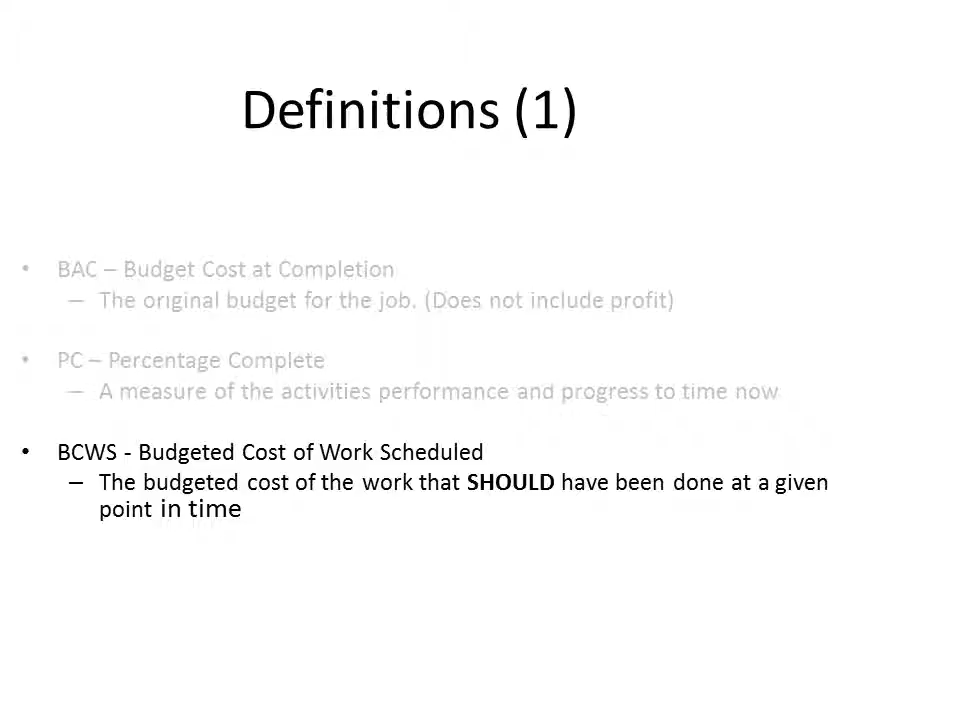 Definitions (1)
• BAC – Budget Cost at Completion
– The original budget for the job. (Does not include profit)
• PC – Percentage Complete
– A measure of the activities performance and progress to time now
• BCWS - Budgeted Cost of Work Scheduled
– The budgeted cost of the work that SHOULD have been done at a given
point in time